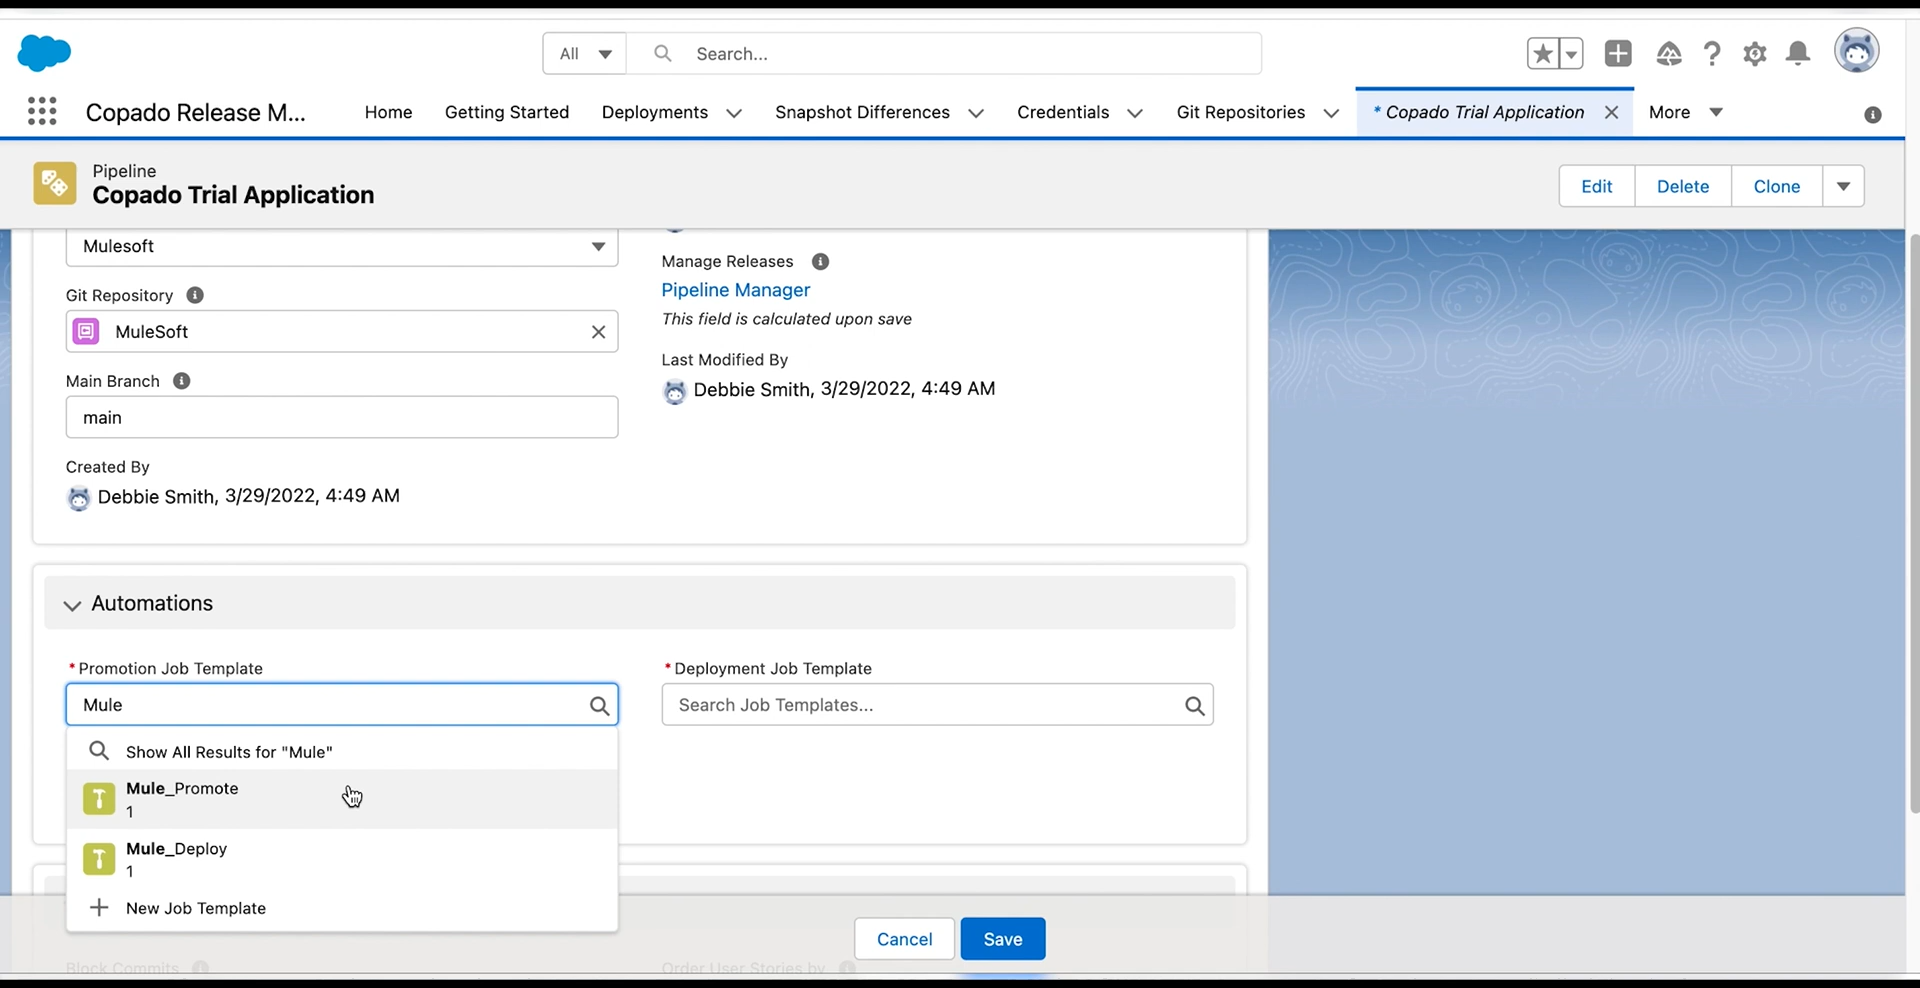 All
Search...
Copado Release M...
Home
Getting Started
Deployments
Snapshot Differences
Credentials
Git Repositories
* Copado Trial Application
More
Pipeline
Copado Trial Application
Edit
Delete
Clone
Mulesoft
Git Repository
MuleSoft
Main Branch
main
Created By
Debbie Smith, 3/29/2022, 4:49 AM
Manage Releases
Pipeline Manager
This field is calculated upon save
Last Modified By
Debbie Smith, 3/29/2022, 4:49 AM
Automations
*Promotion Job Template
Mule
Show All Results for "Mule"
Mule_Promote
1
Mule_Deploy
1
New Job Template
*Deployment Job Template
Search Job Templates...
Cancel
Save
Block Commits
Order User Stories by